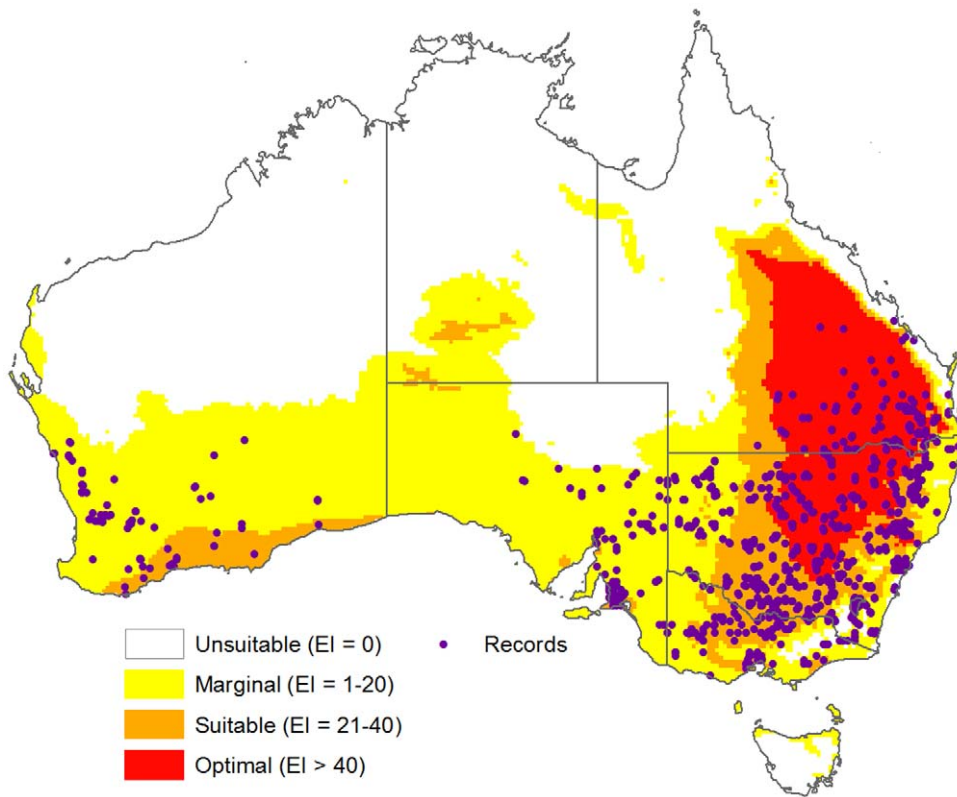 Unsuitable (EI = 0)
Records
Marginal (EI = 1-20)
Suitable (EI = 21-40)
Optimal (EI > 40)